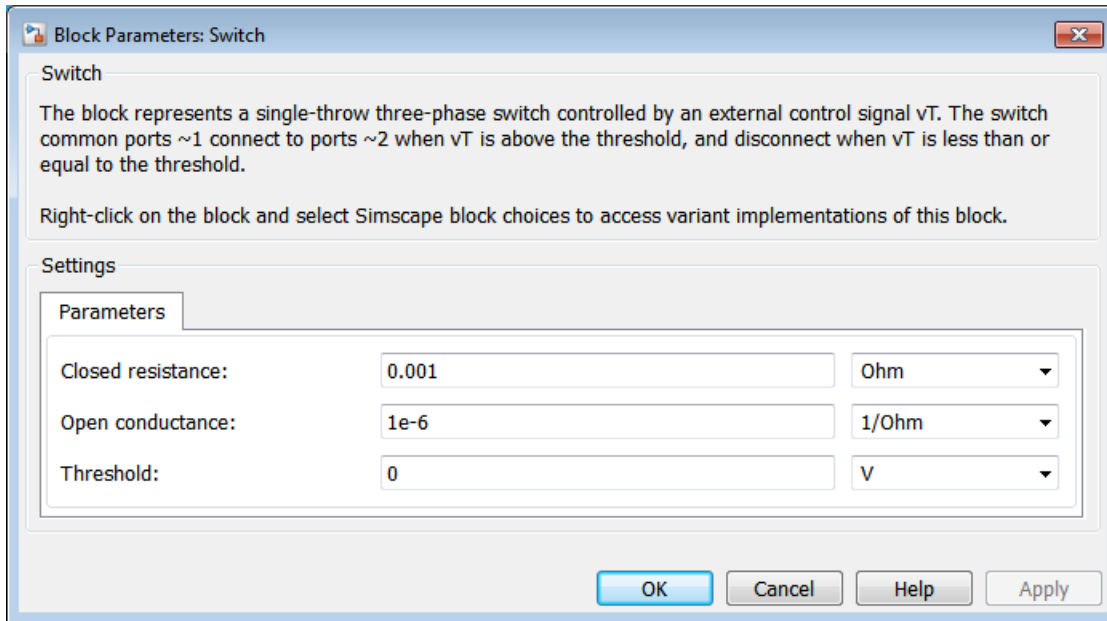 Block Parameters: Switch
Switch
The block represents a single-throw three-phase switch controlled by an external control signal vT. The switch
common ports ~1 connect to ports ~2 when vT is above the threshold, and disconnect when vT is less than or
equal to the threshold.
Right-click on the block and select Simscape block choices to access variant implementations of this block.
Settings
Parameters
Closed resistance: 0.001 Ohm
Open conductance: 1e-6 1/Ohm
Threshold: 0 V
OK Cancel Help Apply